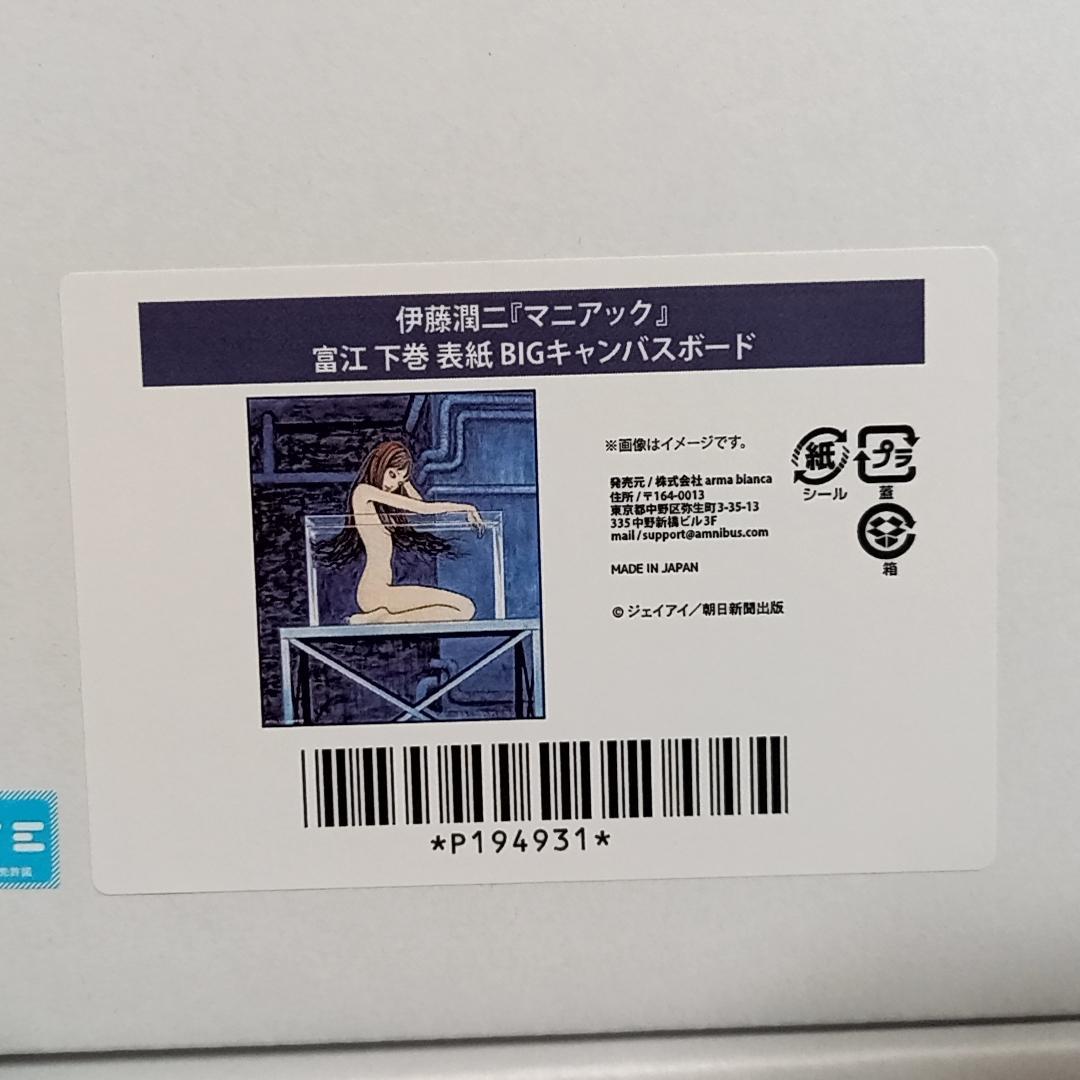 伊藤潤二『マニアック』
富江 下巻 表紙 BIGキャンバスボード
※画像はイメージです。
発売元 / 株式会社 arma bianca
住所 / 〒164-0013
東京都中野区弥生町3-35-13
335中野新橋ビル3F
mail / support@amnibus.com
MADE IN JAPAN
© ジェイアイ／朝日新聞出版
紙
シール
プラ
蓋
箱
*P194931*